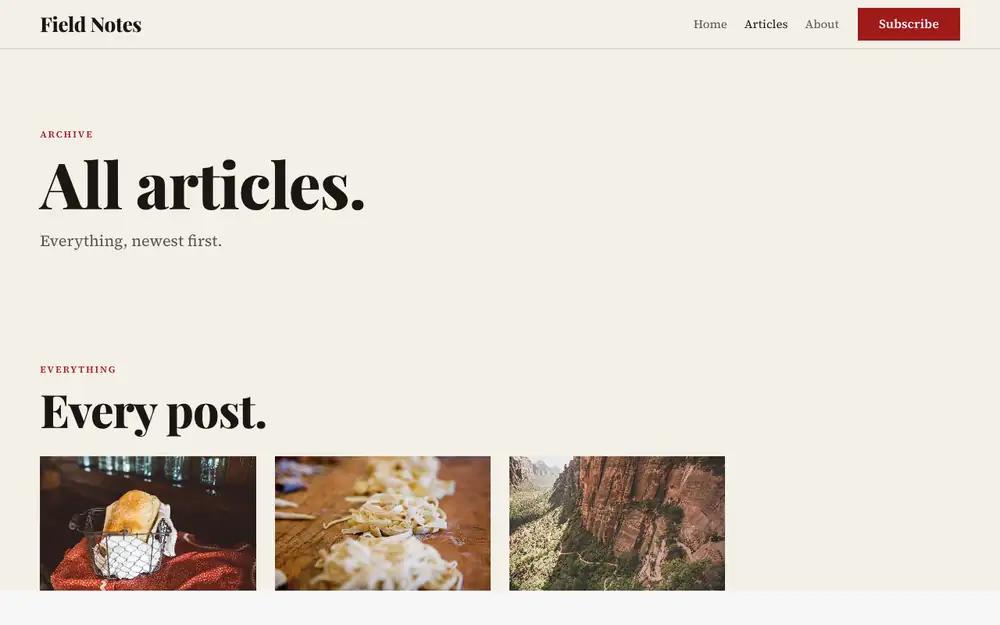 Field Notes
Home Articles About Subscribe
ARCHIVE
All articles.
Everything, newest first.
EVERYTHING
Every post.